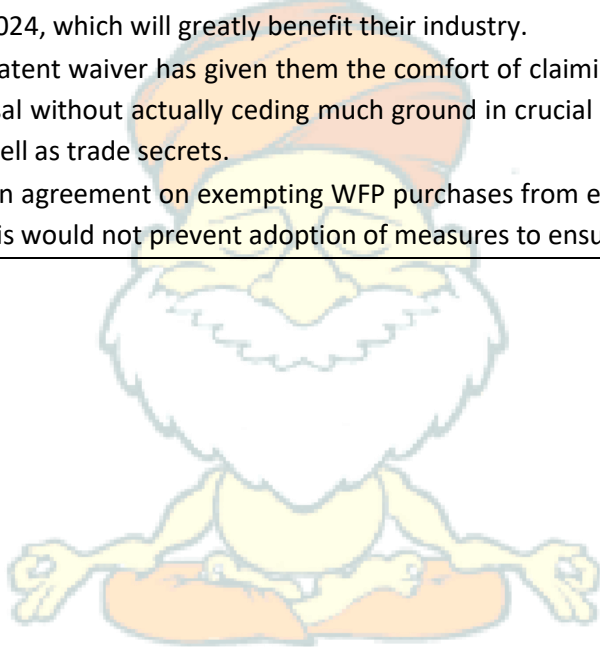 024, which will greatly benefit their industry.
atent waiver has given them the comfort of claimi
sal without actually ceding much ground in crucial
ell as trade secrets.
n agreement on exempting WFP purchases from e
is would not prevent adoption of measures to ensu